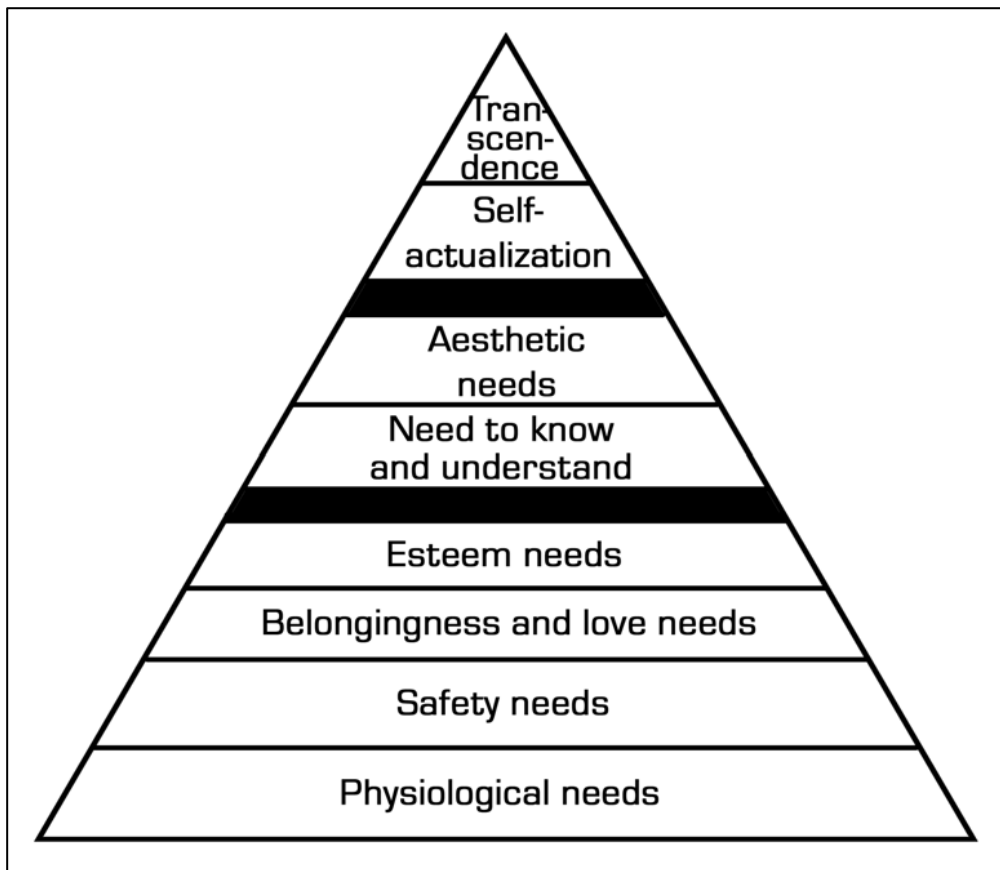 Tran-
scen-
dence
Self-
actualization
Aesthetic
needs
Need to know
and understand
Esteem needs
Belongingness and love needs
Safety needs
Physiological needs